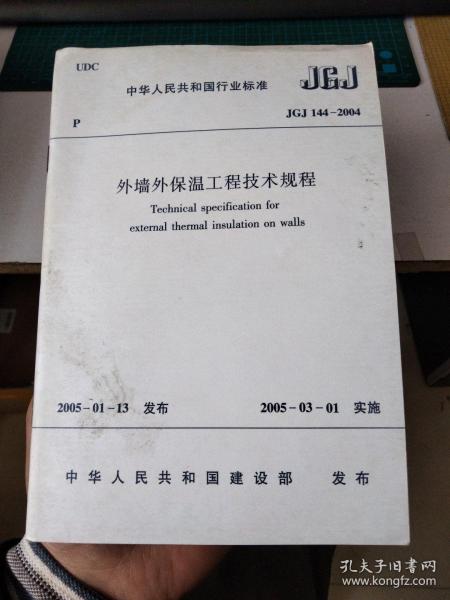 UDC
中华人民共和国行业标准
JGJ
P
JGJ 144-2004
外墙外保温工程技术规程
Technical specification for
external thermal insulation on walls
2005-01-13 发布
2005-03-01 实施
中华人民共和国建设部 发布
孔夫子旧书网
www.kongfz.com